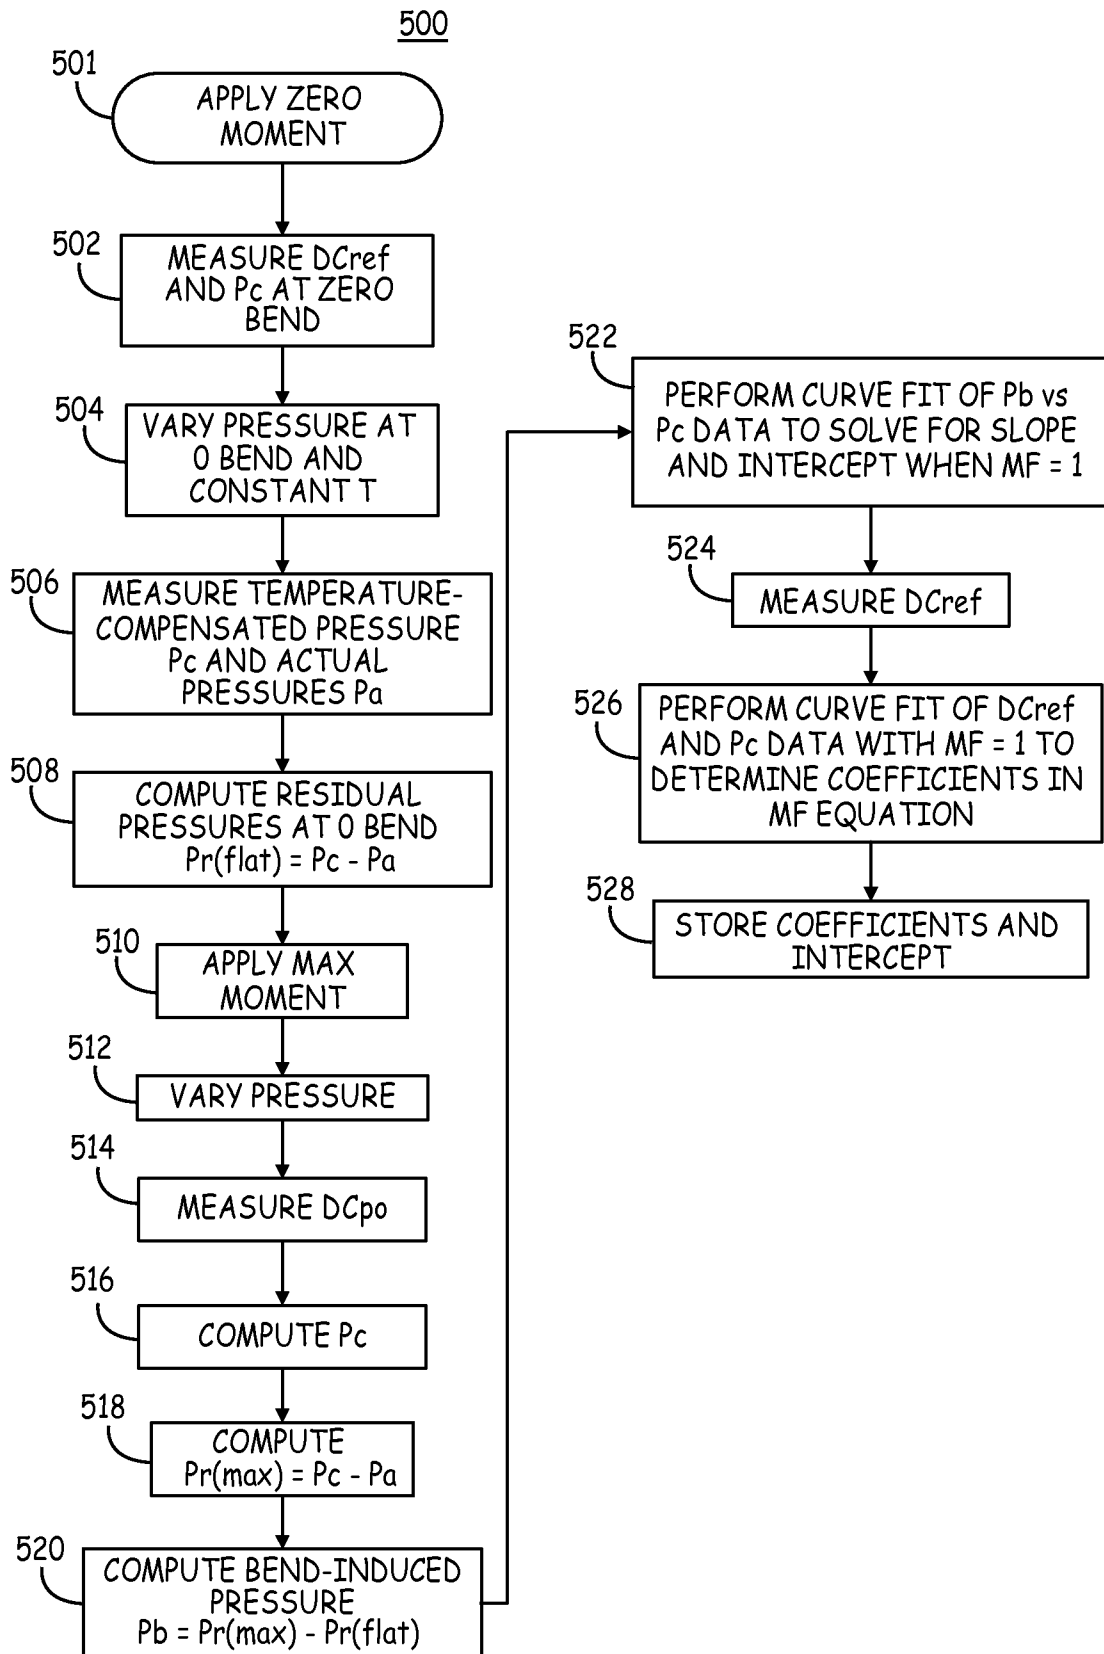 500
501
APPLY ZERO
MOMENT
502
MEASURE DCref
AND Pc AT ZERO
BEND
504
VARY PRESSURE AT
0 BEND AND
CONSTANT T
506
MEASURE TEMPERATURE-
COMPENSATED PRESSURE
Pc AND ACTUAL
PRESSURES Pa
508
COMPUTE RESIDUAL
PRESSURES AT 0 BEND
Pr(flat) = Pc - Pa
510
APPLY MAX
MOMENT
512
VARY PRESSURE
514
MEASURE DCpo
516
COMPUTE Pc
518
COMPUTE
Pr(max) = Pc - Pa
520
COMPUTE BEND-INDUCED
PRESSURE
Pb = Pr(max) - Pr(flat)
522
PERFORM CURVE FIT OF Pb vs
Pc DATA TO SOLVE FOR SLOPE
AND INTERCEPT WHEN MF = 1
524
MEASURE DCref
526
PERFORM CURVE FIT OF DCref
AND Pc DATA WITH MF = 1 TO
DETERMINE COEFFICIENTS IN
MF EQUATION
528
STORE COEFFICIENTS AND
INTERCEPT